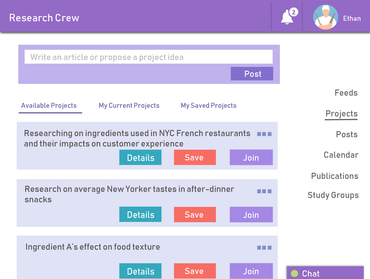 Research Crew
2
Ethan
Write an article or propose a project idea
Post
Available Projects
My Current Projects
My Saved Projects
Researching on ingredients used in NYC French restaurants
and their impacts on customer experience
Details
Save
Join
Research on average New Yorker tastes in after-dinner
snacks
Details
Save
Join
Ingredient A's effect on food texture
Details
Save
Join
Feeds
Projects
Posts
Calendar
Publications
Study Groups
Chat